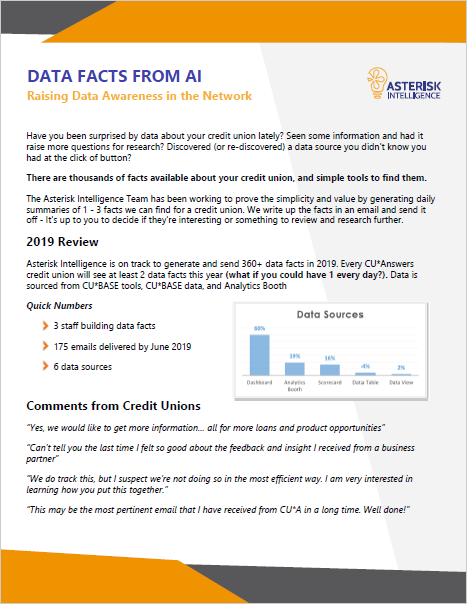 DATA FACTS FROM AI
Raising Data Awareness in the Network
ASTERISK
INTELLIGENCE
Have you been surprised by data about your credit union lately? Seen some information and had it
raise more questions for research? Discovered (or re-discovered) a data source you didn't know you
had at the click of button?
There are thousands of facts available about your credit union, and simple tools to find them.
The Asterisk Intelligence Team has been working to prove the simplicity and value by generating daily
summaries of 1 - 3 facts we can find for a credit union. We write up the facts in an email and send it
off - It's up to you to decide if they're interesting or something to review and research further.
2019 Review
Asterisk Intelligence is on track to generate and send 360+ data facts in 2019. Every CU*Answers
credit union will see at least 2 data facts this year (what if you could have 1 every day?). Data is
sourced from CU*BASE tools, CU*BASE data, and Analytics Booth
Quick Numbers
3 staff building data facts
175 emails delivered by June 2019
6 data sources
Data Sources
60%
19%
16%
4%
2%
Dashboard
Analytics
Booth
Scorecard
Data Table
Data View
Comments from Credit Unions
"Yes, we would like to get more information... all for more loans and product opportunities"
"Can't tell you the last time I felt so good about the feedback and insight I received from a business
partner"
"We do track this, but I suspect we're not doing so in the most efficient way. I am very interested in
learning how you put this together."
"This may be the most pertinent email that I have received from CU*A in a long time. Well done!"